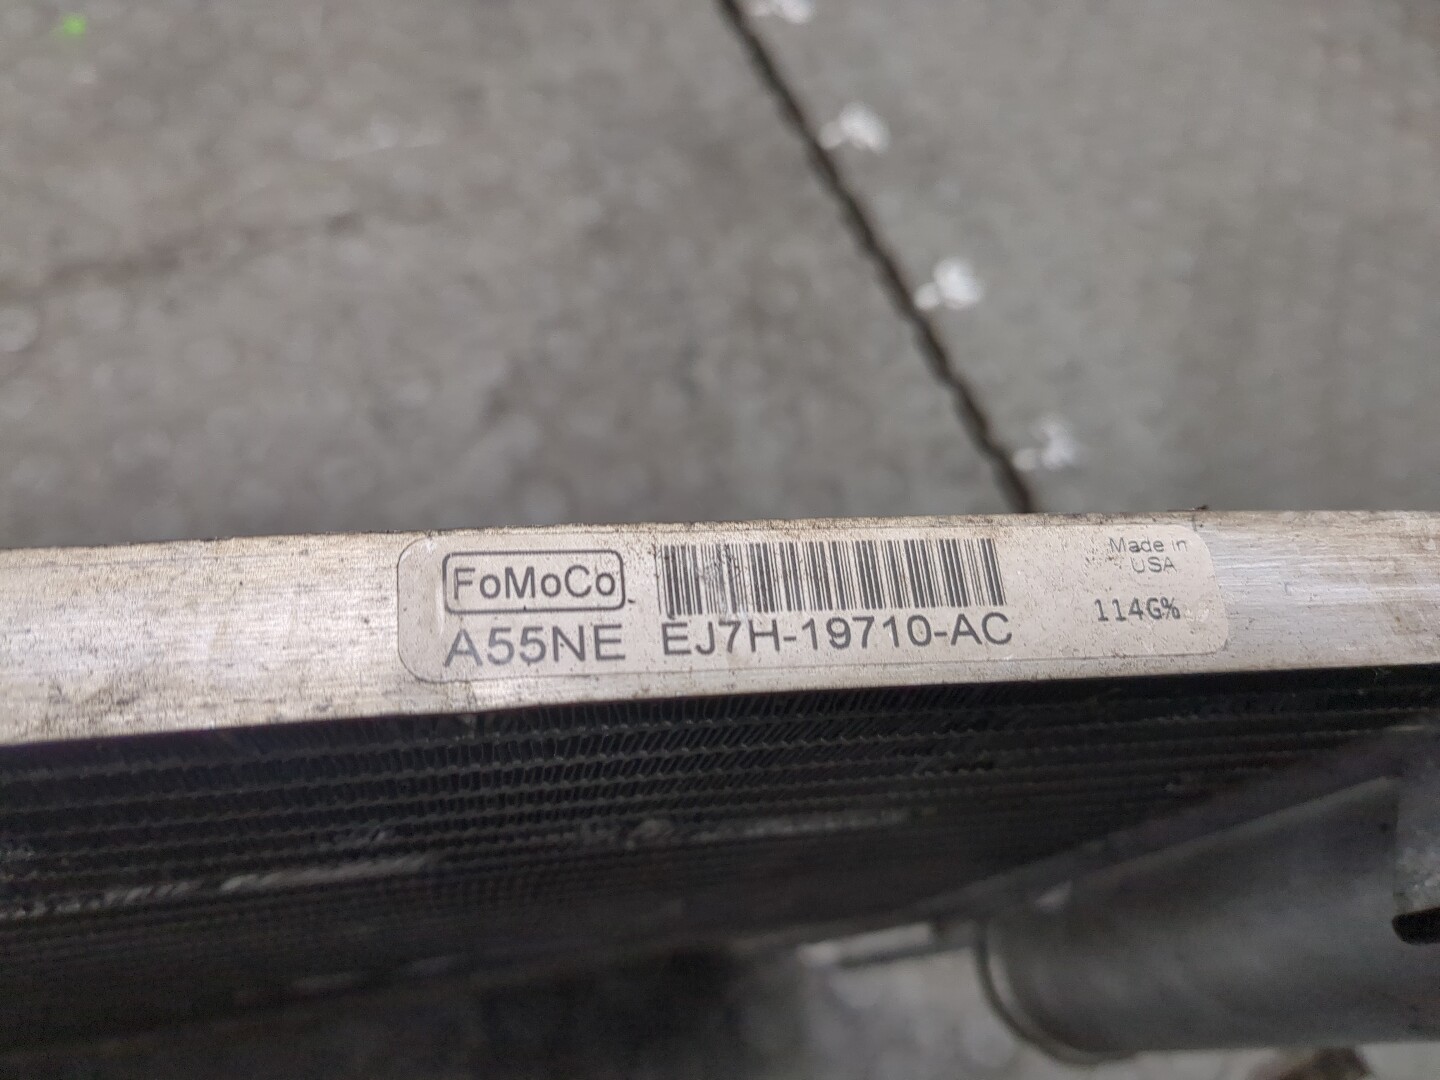 FoMoCo
A55NE EJ7H-19710-AC
Made in
USA
114G%